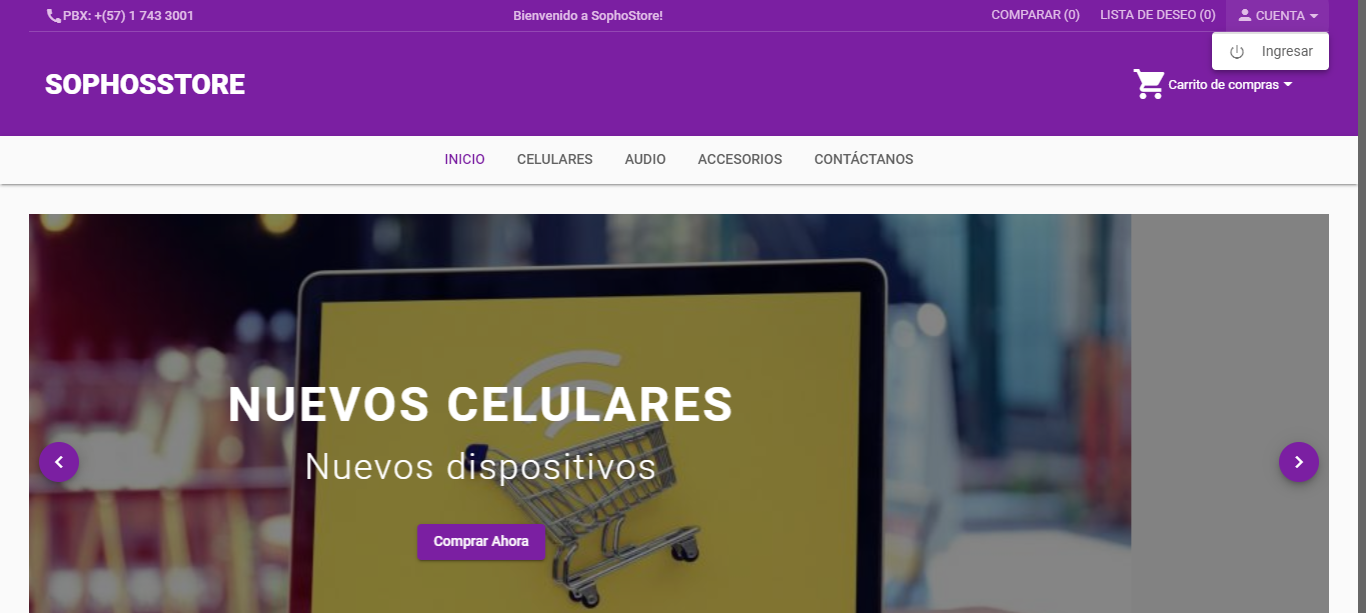 PBX: +(57) 1 743 3001
Bienvenido a SophoStore!
COMPARAR (0)
LISTA DE DESEO (0)
CUENTA
Ingresar
SOPHOSSTORE
Carrito de compras
INICIO
CELULARES
AUDIO
ACCESORIOS
CONTÁCTANOS
NUEVOS CELULARES
Nuevos dispositivos
Comprar Ahora